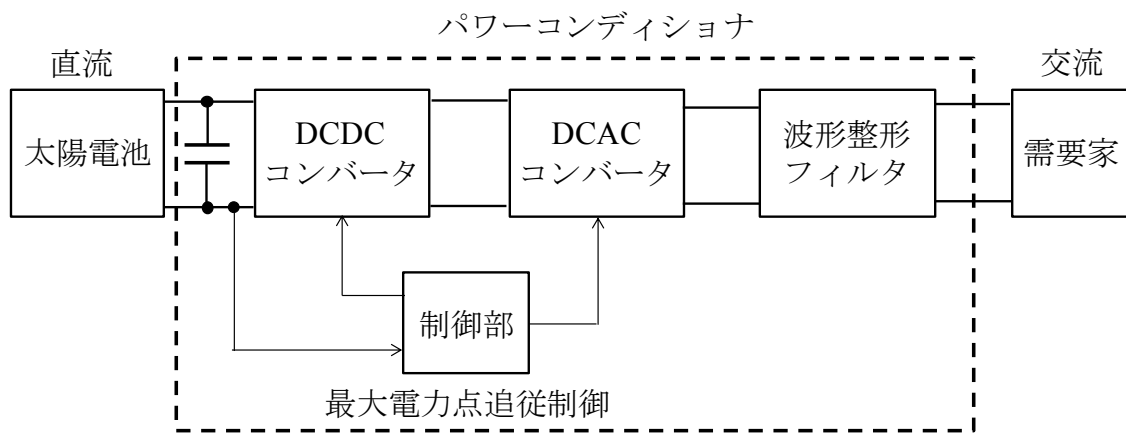 パワーコンディショナ
直流
交流
太陽電池
DCDC
コンバータ
DCAC
コンバータ
波形整形
フィルタ
需要家
制御部
最大電力点追従制御